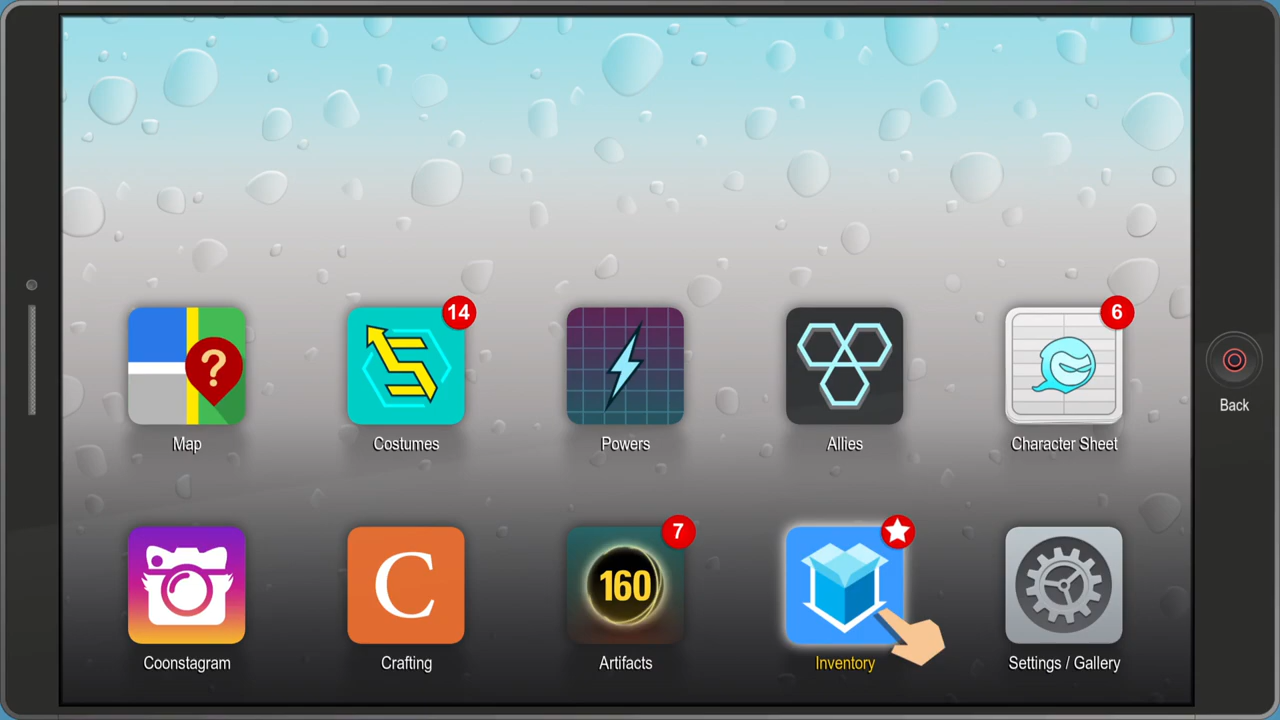 14
6
?
Map
Costumes
Powers
Allies
Character Sheet
Back
7
C
160
Coonstagram
Crafting
Artifacts
Inventory
Settings / Gallery